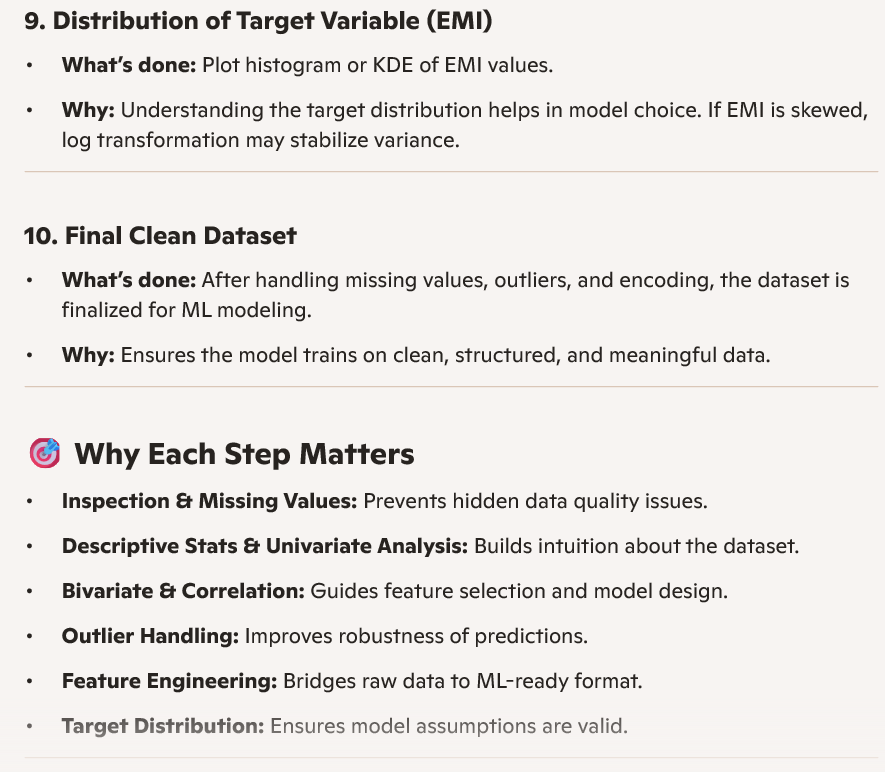 9. Distribution of Target Variable (EMI)
• What’s done: Plot histogram or KDE of EMI values.
• Why: Understanding the target distribution helps in model choice. If EMI is skewed,
log transformation may stabilize variance.
10. Final Clean Dataset
• What’s done: After handling missing values, outliers, and encoding, the dataset is
finalized for ML modeling.
• Why: Ensures the model trains on clean, structured, and meaningful data.
🎯 Why Each Step Matters
• Inspection & Missing Values: Prevents hidden data quality issues.
• Descriptive Stats & Univariate Analysis: Builds intuition about the dataset.
• Bivariate & Correlation: Guides feature selection and model design.
• Outlier Handling: Improves robustness of predictions.
• Feature Engineering: Bridges raw data to ML-ready format.
• Target Distribution: Ensures model assumptions are valid.